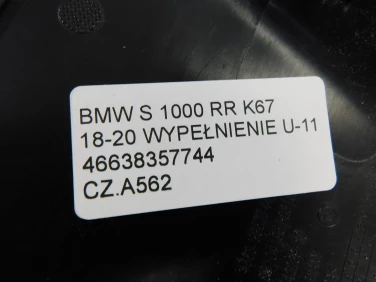 BMW S 1000 RR K67
18-20 WYPEŁNIENIE U-11
46638357744
CZ.A562